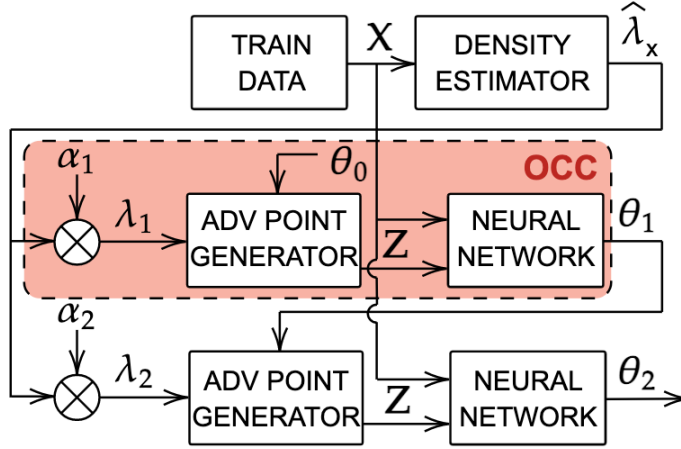 TRAIN
DATA
X
DENSITY
ESTIMATOR
λ̂ₓ
α₁
θ₀
OCC
λ₁
ADV POINT
GENERATOR
Z
NEURAL
NETWORK
θ₁
α₂
λ₂
ADV POINT
GENERATOR
Z
NEURAL
NETWORK
θ₂